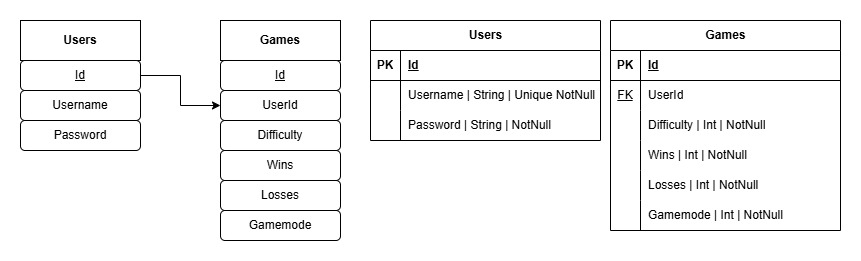 Users
Id
Username
Password
Games
Id
UserId
Difficulty
Wins
Losses
Gamemode
Users
PK Id
Username | String | Unique NotNull
Password | String | NotNull
Games
PK Id
FK UserId
Difficulty | Int | NotNull
Wins | Int | NotNull
Losses | Int | NotNull
Gamemode | Int | NotNull